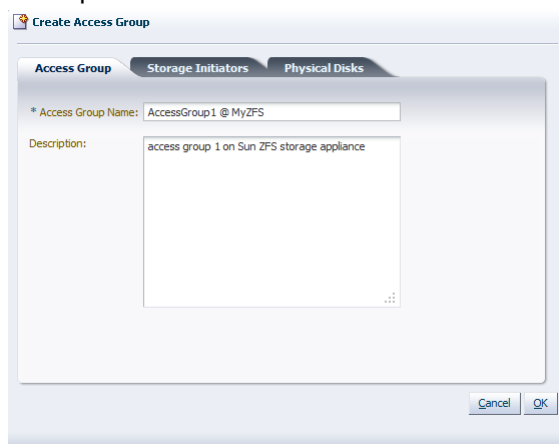 Create Access Group
Access Group Storage Initiators Physical Disks
* Access Group Name: AccessGroup1 @ MyZFS
Description: access group 1 on Sun ZFS storage appliance
Cancel OK